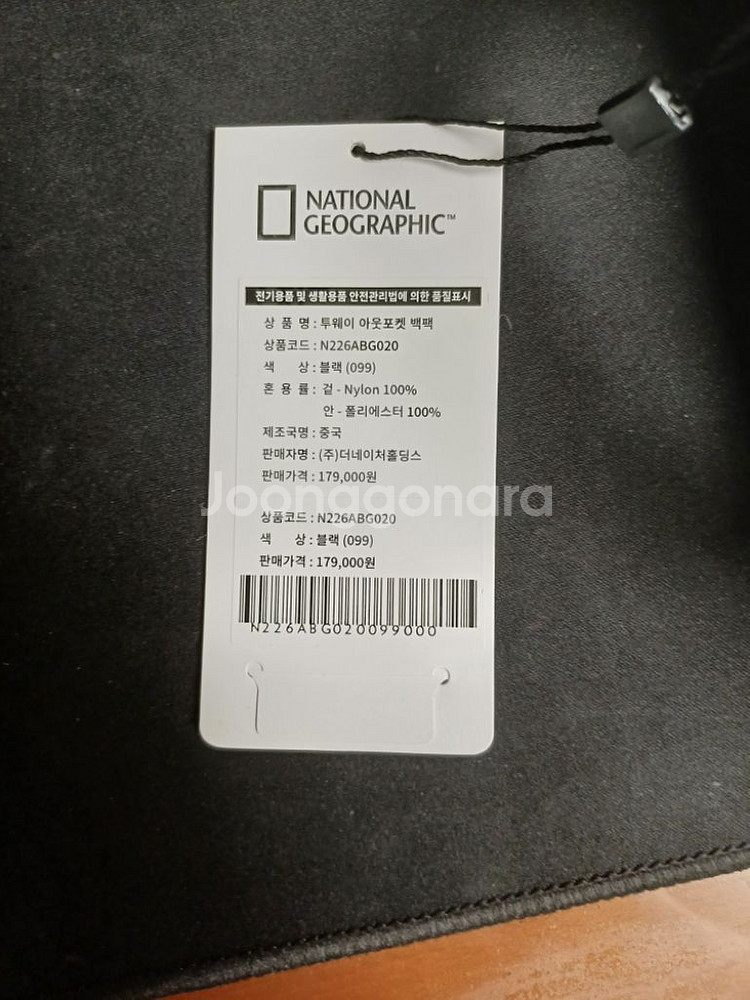 NATIONAL
GEOGRAPHIC™
전기용품 및 생활용품 안전관리법에 의한 품질표시
상 품 명 : 투웨이 아웃포켓 백팩
상품코드 : N226ABG020
색 상 : 블랙 (099)
혼 용 률 : 겉 - Nylon 100%
안 - 폴리에스터 100%
제조국명 : 중국
판매자명 : (주)더네이처홀딩스
판매가격 : 179,000원
Joonggonara
상품코드 : N226ABG020
색 상 : 블랙 (099)
판매가격 : 179,000원
N226ABG020099000